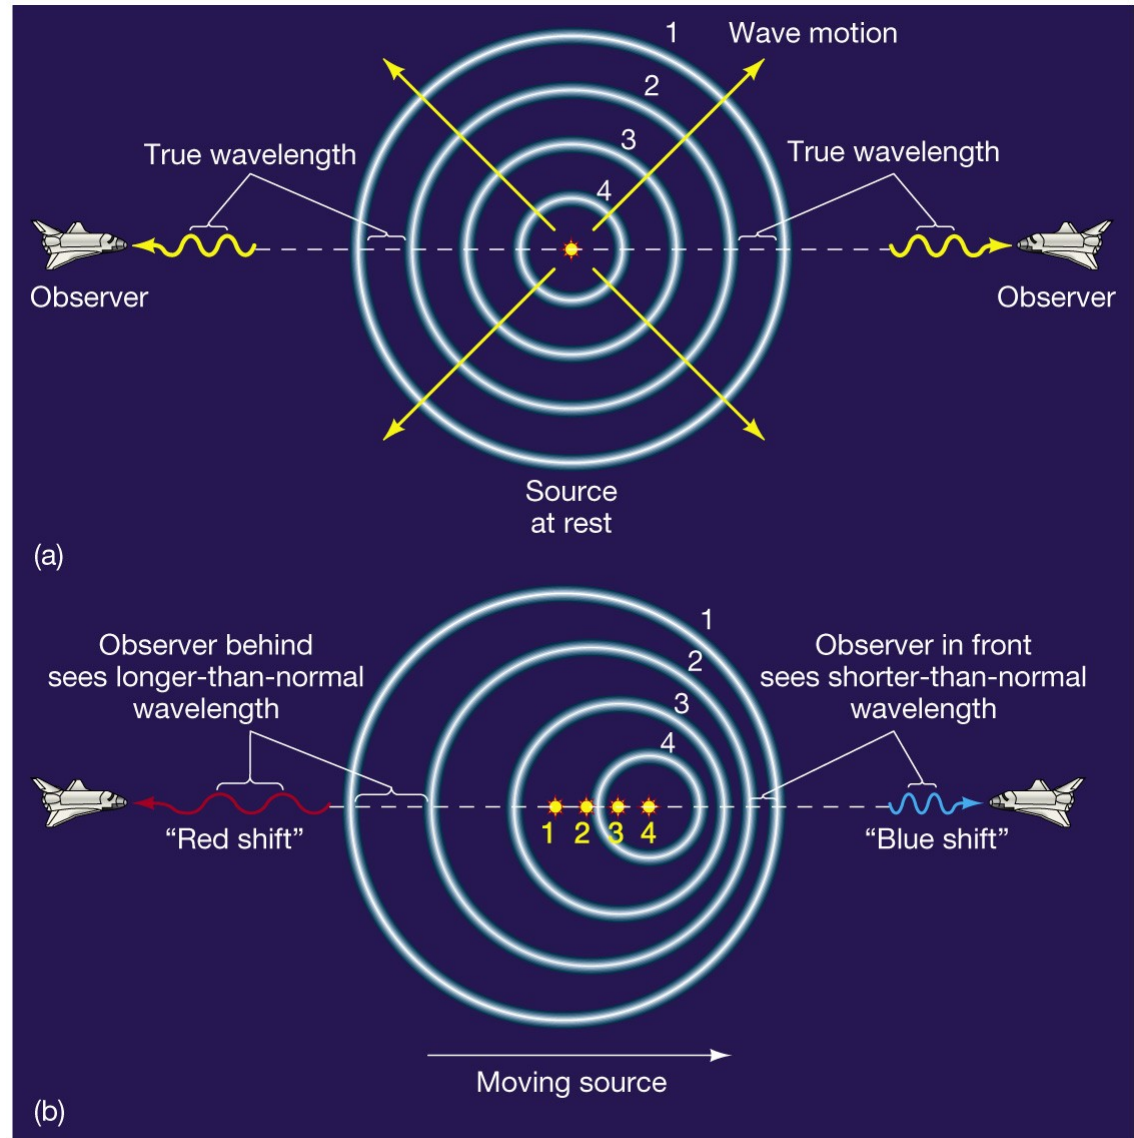 1
Wave motion
2
3
4
True wavelength
True wavelength
Observer
Observer
Source
at rest
(a)
Observer behind
sees longer-than-normal
wavelength
1
2
3
4
Observer in front
sees shorter-than-normal
wavelength
“Red shift”
1 2 3 4
“Blue shift”
Moving source
(b)